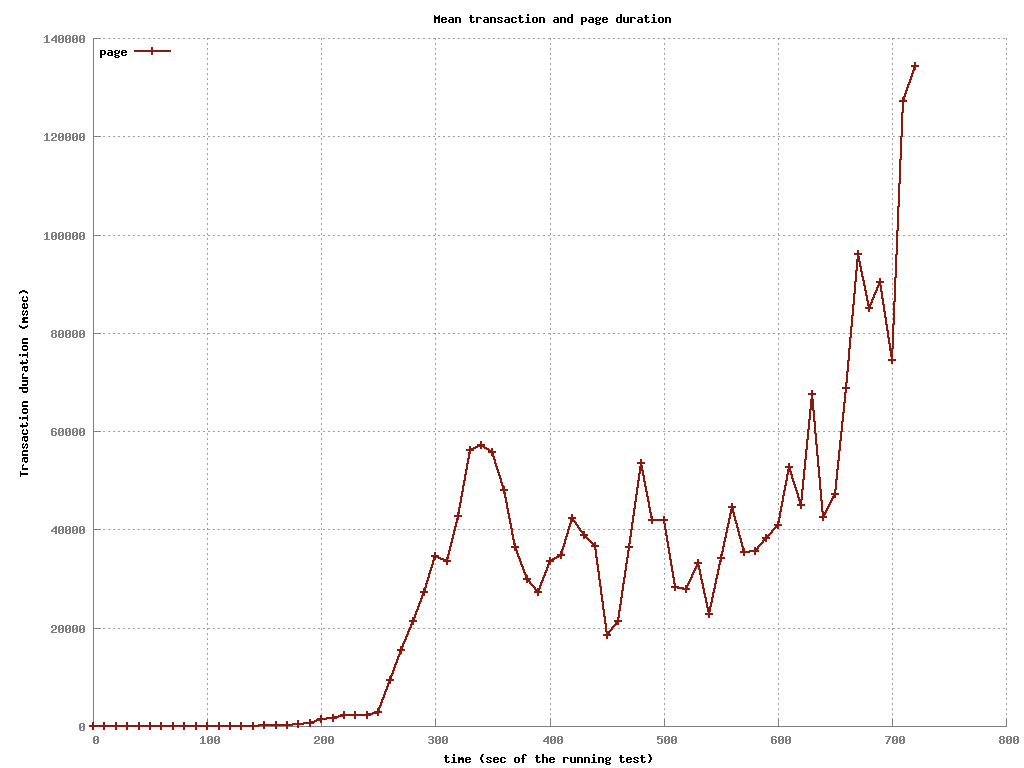 Mean transaction and page duration
page
Transaction duration (msec)
140000
120000
100000
80000
60000
40000
20000
0
0 100 200 300 400 500 600 700 800
time (sec of the running test)